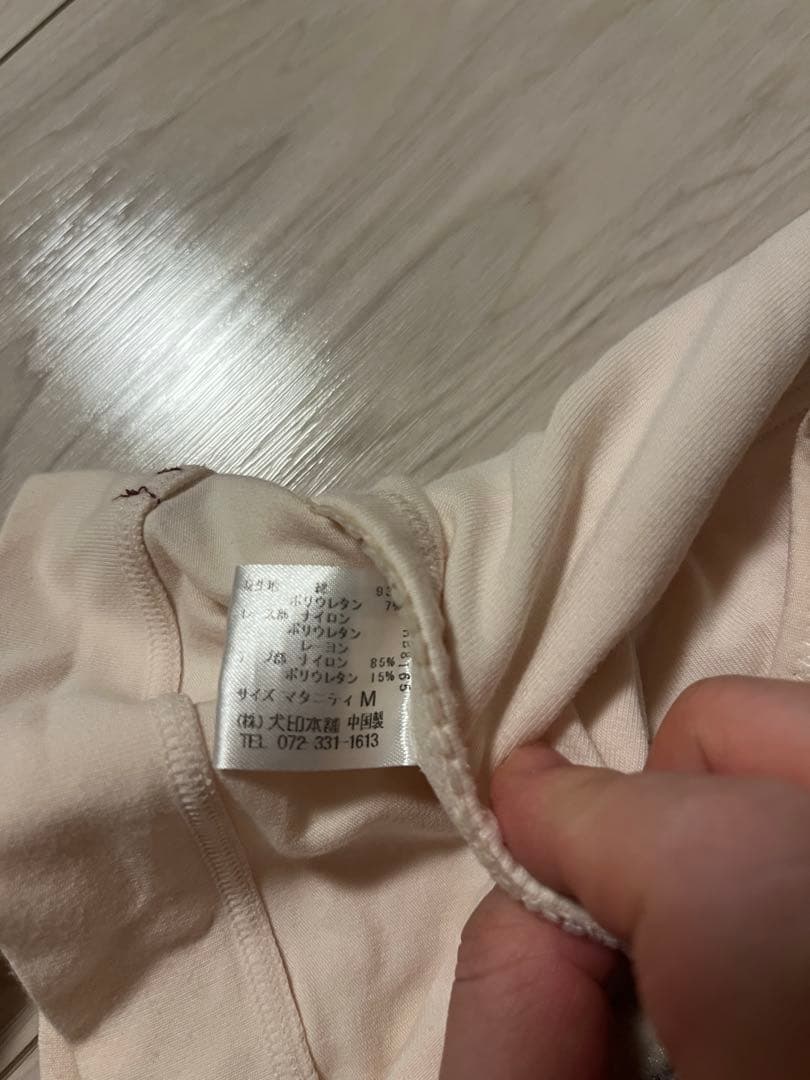 綿 93
ポリウレタン 7%
レース部 ナイロン
ポリウレタン
レーヨン
ナイロン 85%
ポリウレタン 15%
サイズ マタニティ M
(株)犬印本舗 中国製
TEL 072-331-1613